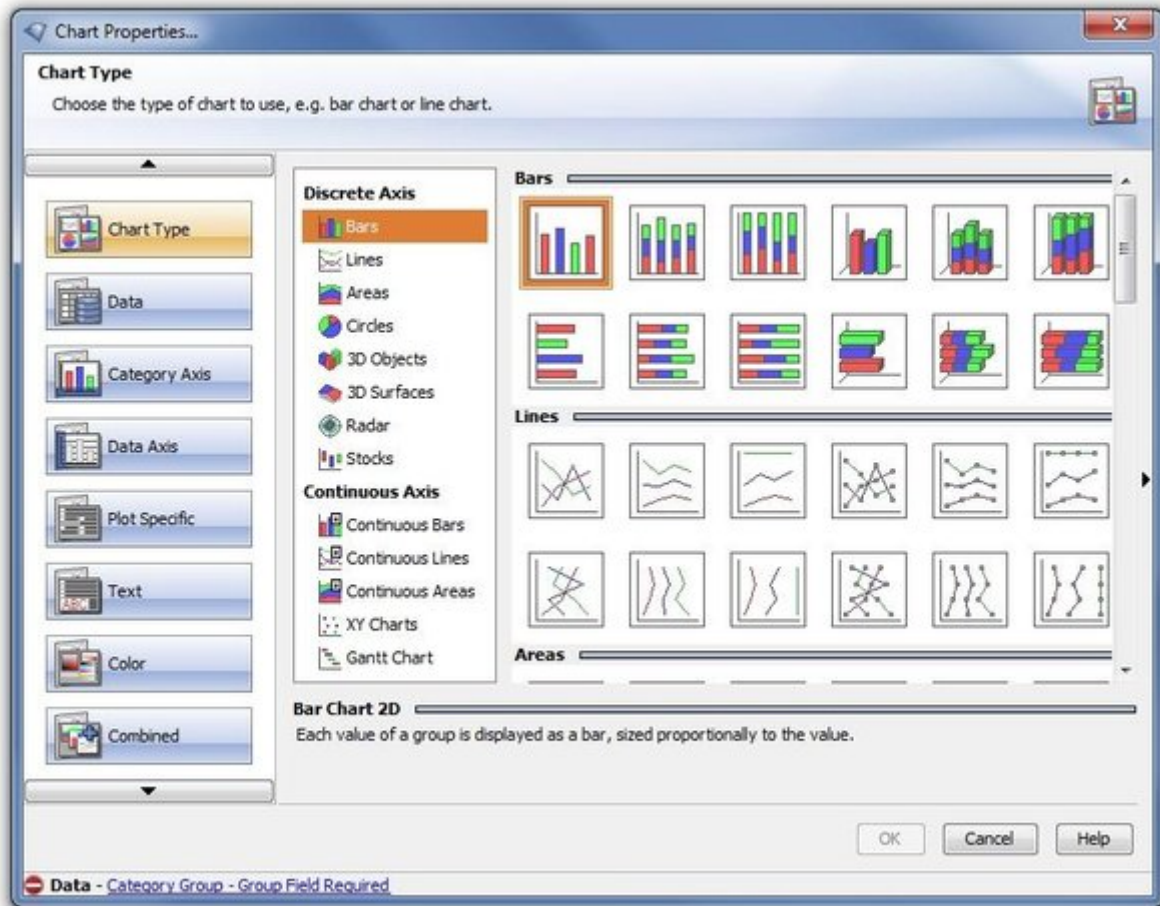 Chart Properties...
Chart Type
Choose the type of chart to use, e.g. bar chart or line chart.
Chart Type
Data
Category Axis
Data Axis
Plot Specific
Text
ABC
Color
Combined
Discrete Axis
Bars
Lines
Areas
Circles
3D Objects
3D Surfaces
Radar
Stocks
Continuous Axis
Continuous Bars
Continuous Lines
Continuous Areas
XY Charts
Gantt Chart
Bars
Lines
Areas
Bar Chart 2D
Each value of a group is displayed as a bar, sized proportionally to the value.
OK
Cancel
Help
Data - Category Group - Group Field Required